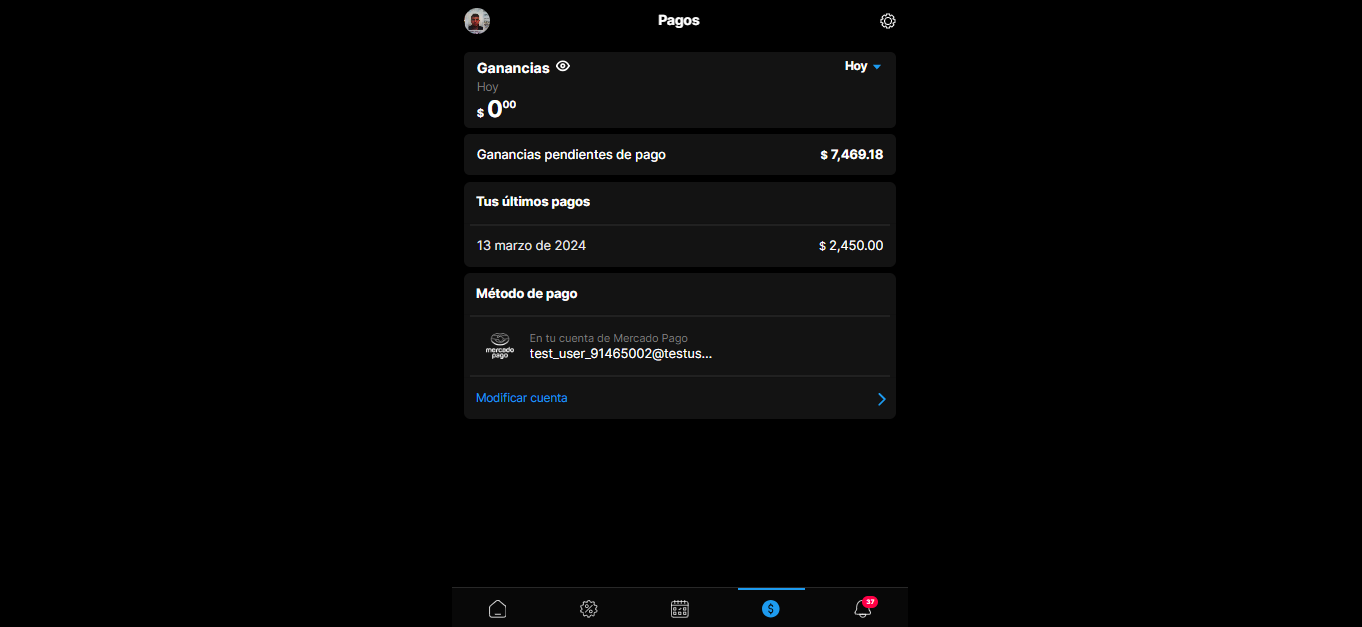 Pagos
Ganancias
Hoy
Hoy
$ 0 00
Ganancias pendientes de pago
$ 7,469.18
Tus últimos pagos
13 marzo de 2024
$ 2,450.00
Método de pago
mercado
pago
En tu cuenta de Mercado Pago
test_user_91465002@testus...
Modificar cuenta
$
37